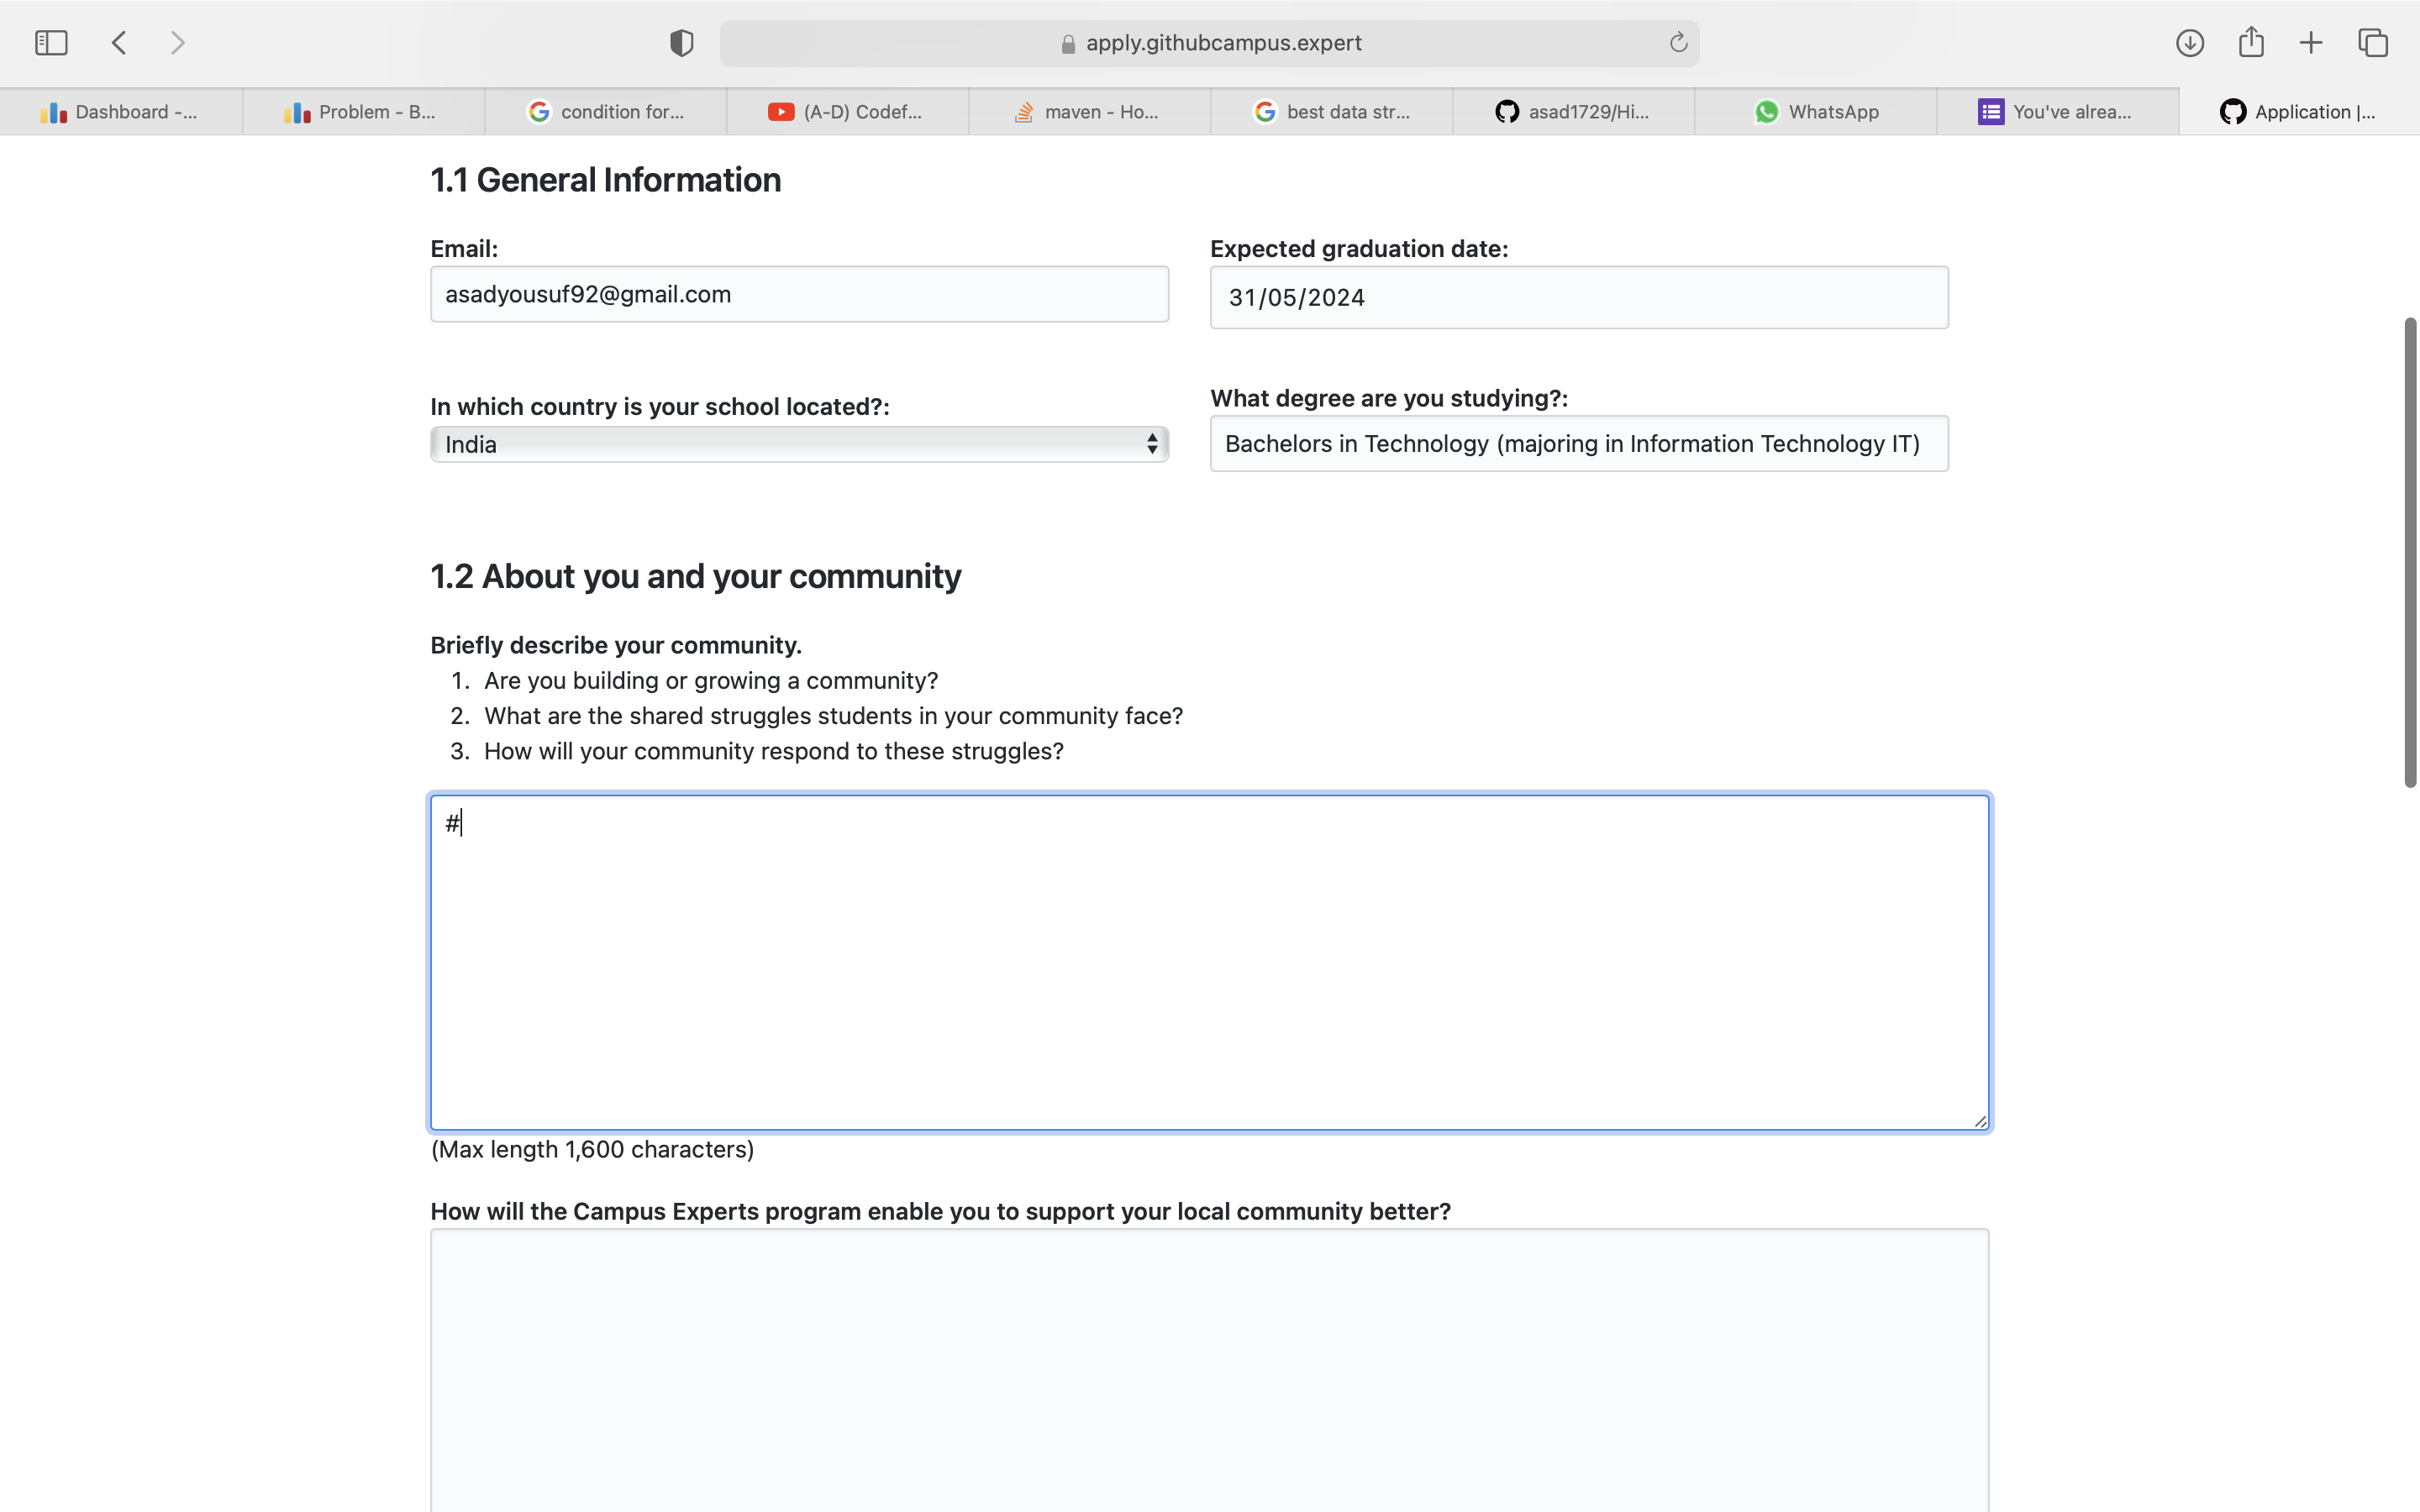 apply.githubcampus.expert
Dashboard -...
Problem - B...
condition for...
(A-D) Codef...
maven - Ho...
best data str...
asad1729/Hi...
WhatsApp
You've alrea...
Application |...
1.1 General Information
Email:
Expected graduation date:
asadyousuf92@gmail.com
31/05/2024
In which country is your school located?:
What degree are you studying?:
India
Bachelors in Technology (majoring in Information Technology IT)
1.2 About you and your community
Briefly describe your community.
1. Are you building or growing a community?
2. What are the shared struggles students in your community face?
3. How will your community respond to these struggles?
#
(Max length 1,600 characters)
How will the Campus Experts program enable you to support your local community better?